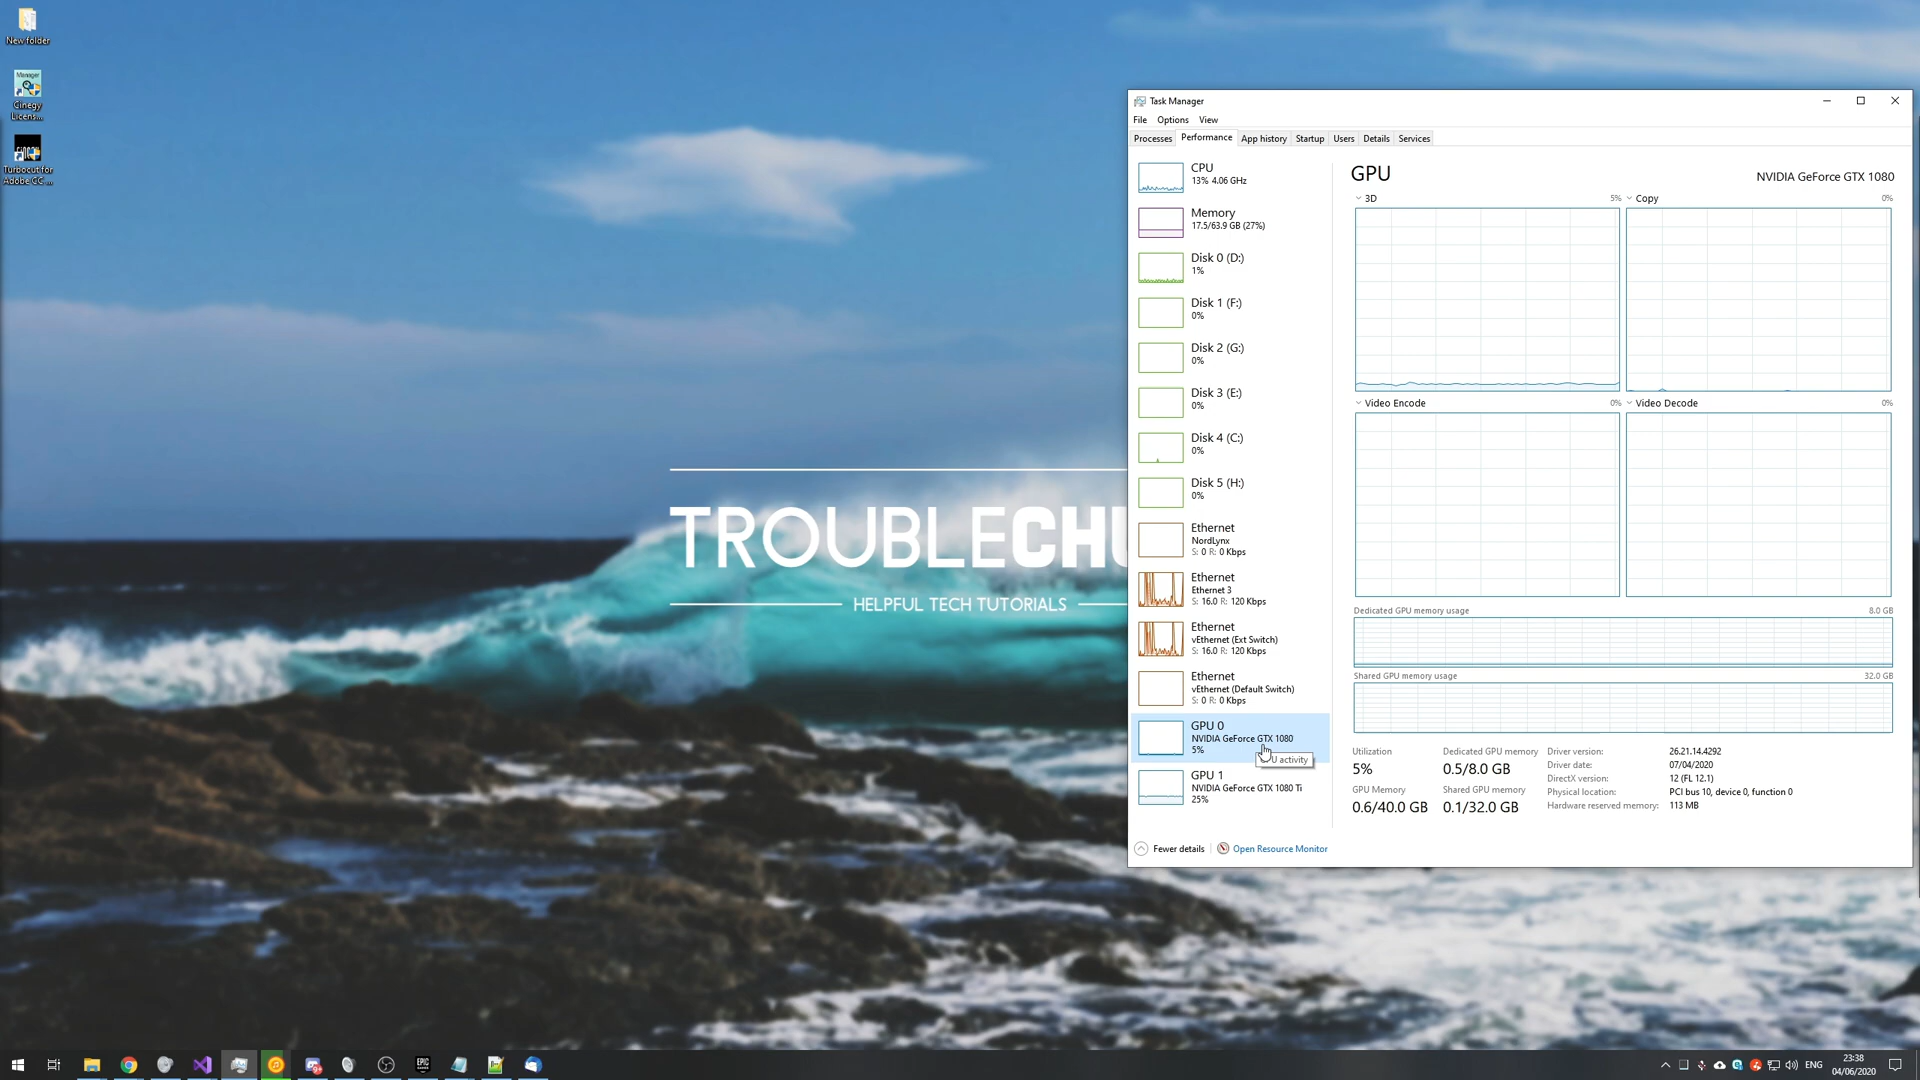 New folder
Manager
Cinegy
Licens...
Turbocut for
Adobe CC ...
TROUBLECHU
HELPFUL TECH TUTORIALS
Task Manager
File Options View
Processes Performance App history Startup Users Details Services
CPU
13% 4.06 GHz
Memory
17.5/63.9 GB (27%)
Disk 0 (D:)
1%
Disk 1 (F:)
0%
Disk 2 (G:)
0%
Disk 3 (E:)
0%
Disk 4 (C:)
0%
Disk 5 (H:)
0%
Ethernet
NordLynx
S: 0 R: 0 Kbps
Ethernet
Ethernet 3
S: 16.0 R: 120 Kbps
Ethernet
vEthernet (Ext Switch)
S: 16.0 R: 120 Kbps
Ethernet
vEthernet (Default Switch)
S: 0 R: 0 Kbps
GPU 0
NVIDIA GeForce GTX 1080
5%
activity
GPU 1
NVIDIA GeForce GTX 1080 Ti
25%
GPU
NVIDIA GeForce GTX 1080
3D 5%
Copy 0%
Video Encode 0%
Video Decode 0%
Dedicated GPU memory usage 8.0 GB
Shared GPU memory usage 32.0 GB
Utilization
5%
Dedicated GPU memory
0.5/8.0 GB
GPU Memory
0.6/40.0 GB
Shared GPU memory
0.1/32.0 GB
Driver version: 26.21.14.4292
Driver date: 07/04/2020
DirectX version: 12 (FL 12.1)
Physical location: PCI bus 10, device 0, function 0
Hardware reserved memory: 113 MB
Fewer details
Open Resource Monitor
EPIC
ENG
23:38
04/06/2020